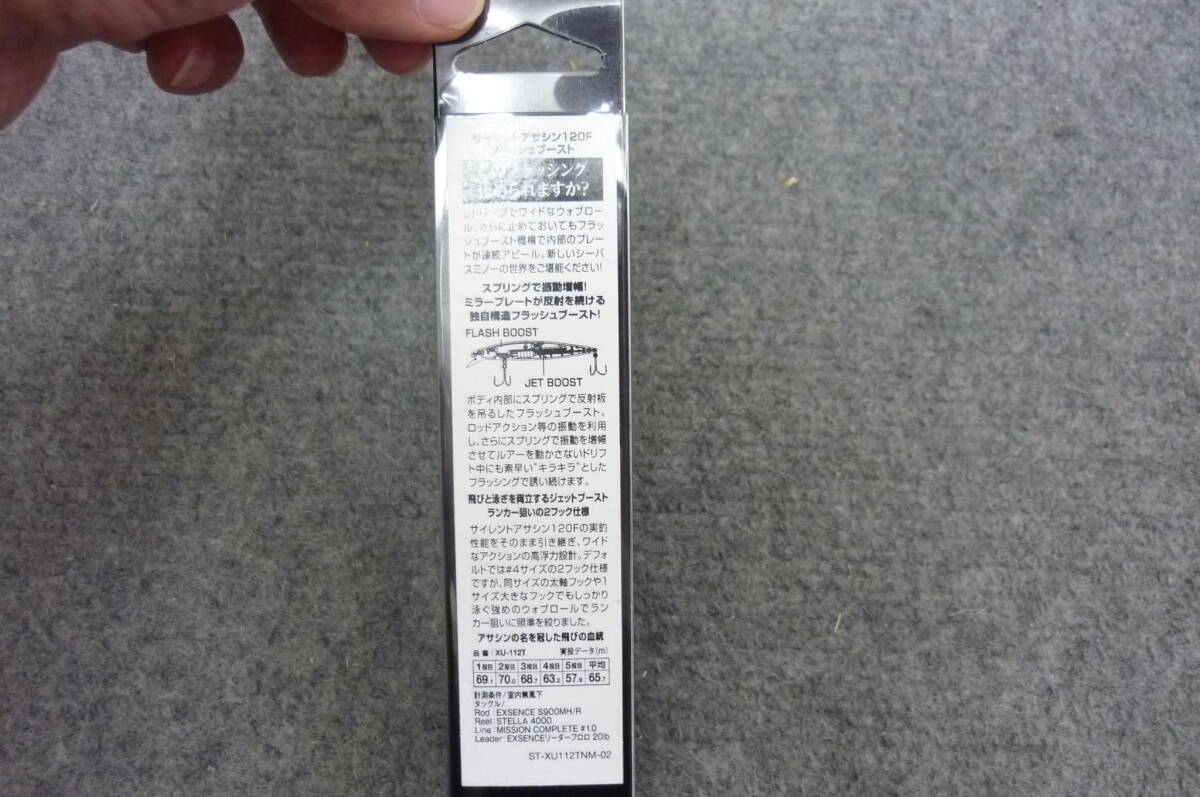 サイレントアサシン120F
シュブースト
ッシング
られますか?
でワイドなウォブロー
ル。さらに止めておいてもフラッ
シュブースト機構で内部のプレー
トが連続アピール。新しいシーバ
スミノーの世界をご堪能ください!
スプリングで振動増幅!
ミラープレートが反射を続ける
独自構造フラッシュブースト!
FLASH BOOST
JET BOOST
ボディ内部にスプリングで反射板
を吊るしたフラッシュブースト。
ロッドアクション等の振動を利用
し、さらにスプリングで振動を増幅
させてルアーを動かさないドリフ
ト中にも素早い"キラキラ"とした
フラッシングで誘い続けます。
飛びと泳ぎを両立するジェットブースト
ランカー狙いの2フック仕様
サイレントアサシン120Fの実釣
性能をそのまま引き継ぎ、ワイド
なアクションの高浮力設計。デフォ
ルトでは#4サイズの2フック仕様
ですが、同サイズの太軸フックや1
サイズ大きなフックでもしっかり
泳ぐ強めのウォブロールでラン
カー狙いに照準を絞りました。
アサシンの名を冠した飛びの血統
品番:XU-112T 実投データ(m)
1投目 2投目 3投目 4投目 5投目 平均
69.1 70.0 68.7 63.2 57.9 65.7
計測条件/室内無風下
タックル/
Rod:EXSENCE S900MH/R
Reel:STELLA 4000
Line:MISSION COMPLETE #1.0
Leader:EXSENCEリーダーフロロ 20lb
ST-XU112TNM-02